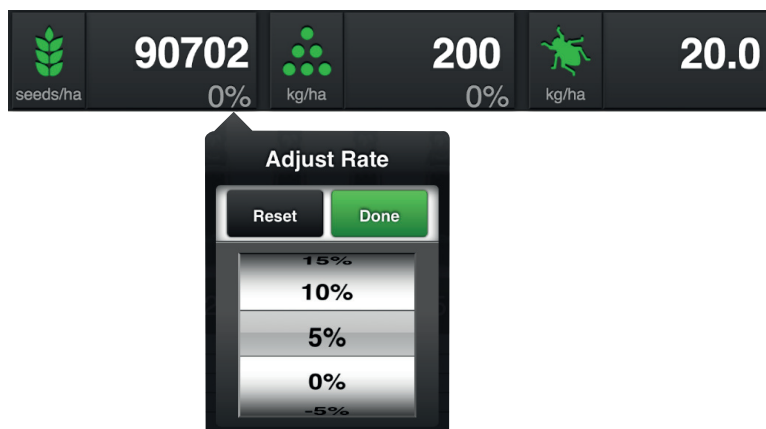 90702
200
20.0
seeds/ha
0%
kg/ha
0%
kg/ha
Adjust Rate
Reset
Done
15%
10%
5%
0%
-5%